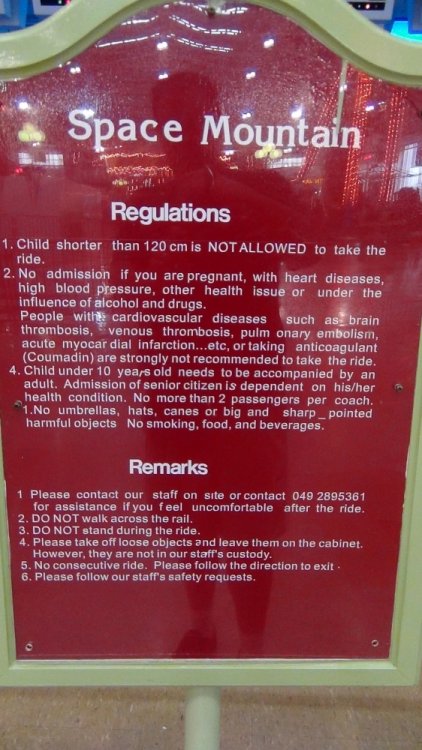 Space Mountain
Regulations
1. Child shorter than 120 cm is NOT ALLOWED to take the
ride.
2. No admission if you are pregnant, with heart diseases,
high blood pressure, other health issue or under the
influence of alcohol and drugs.
People with cardiovascular diseases such as brain
thrombosis, venous thrombosis, pulm onary embolism,
acute myocar dial infarction...etc, or taking anticoagulant
(Coumadin) are strongly not recommended to take the ride.
4. Child under 10 years old needs to be accompanied by an
adult. Admission of senior citizen is dependent on his/her
health condition. No more than 2 passengers per coach.
1.No umbrellas, hats, canes or big and sharp_pointed
harmful objects No smoking, food, and beverages.
Remarks
1 Please contact our staff on site or contact 049 2895361
for assistance if you feel uncomfortable after the ride.
2. DO NOT walk across the rail.
3. DO NOT stand during the ride.
4. Please take off loose objects and leave them on the cabinet.
However, they are not in our staff's custody.
5. No consecutive ride. Please follow the direction to exit.
6. Please follow our staff's safety requests.